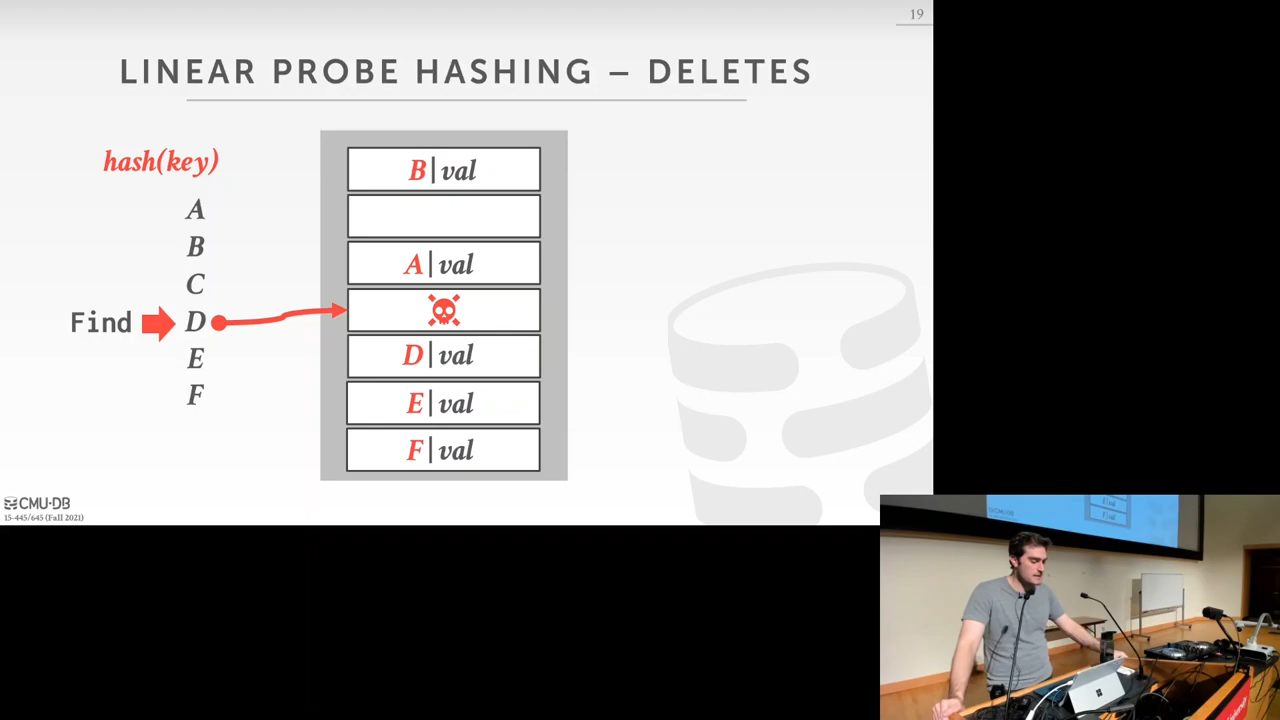 19
LINEAR PROBE HASHING – DELETES
hash(key)
A
B
C
Find D
E
F
B|val
A|val
D|val
E|val
F|val
CMU·DB
15-445/645 (Fall 2021)